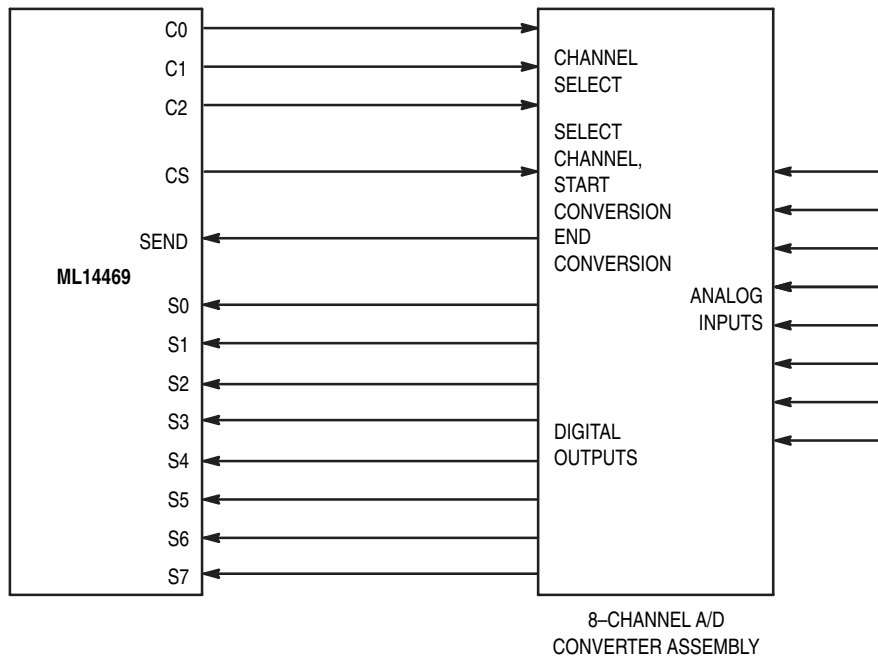 C0
C1
C2
CS
SEND
ML14469
S0
S1
S2
S3
S4
S5
S6
S7
CHANNEL
SELECT
SELECT
CHANNEL,
START
CONVERSION
END
CONVERSION
DIGITAL
OUTPUTS
ANALOG
INPUTS
8–CHANNEL A/D
CONVERTER ASSEMBLY